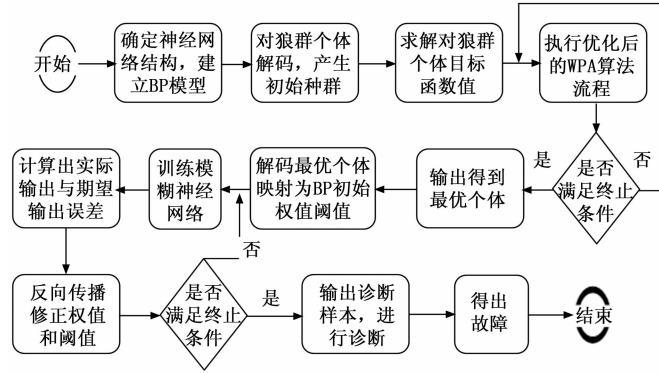 开始
确定神经网
络结构，建
立BP模型
对狼群个体
解码，产生
初始种群
求解对狼群
个体目标
函数值
执行优化后
的WPA算法
流程
是否
满足终止
条件
否
是
输出得到
最优个体
解码最优个体
映射为BP初始
权值阈值
训练模
糊神经
网络
计算出实际
输出与期望
输出误差
反向传播
修正权值
和阈值
是否
满足终止
条件
否
是
输出诊断
样本，进
行诊断
得出
故障
结束